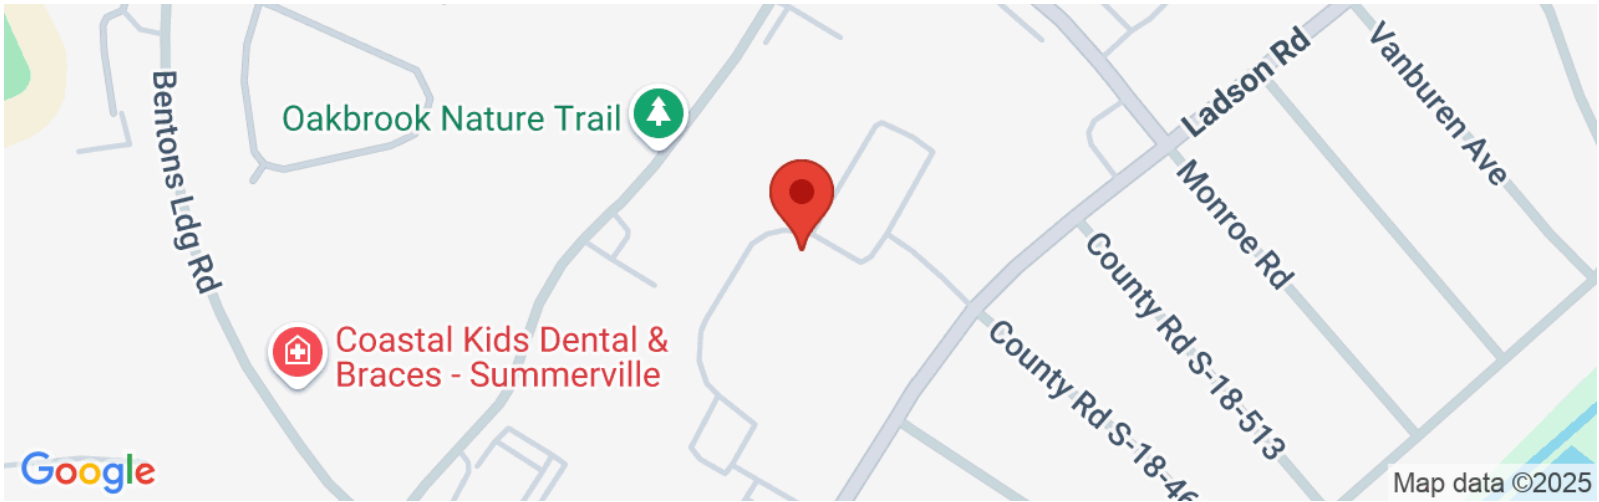 Ladson Rd
Vanburen Ave
Bentons Ldg Rd
Oakbrook Nature Trail
Monroe Rd
County Rd S-18-513
Coastal Kids Dental &
Braces - Summerville
County Rd S-18-46
Google
Map data ©2025